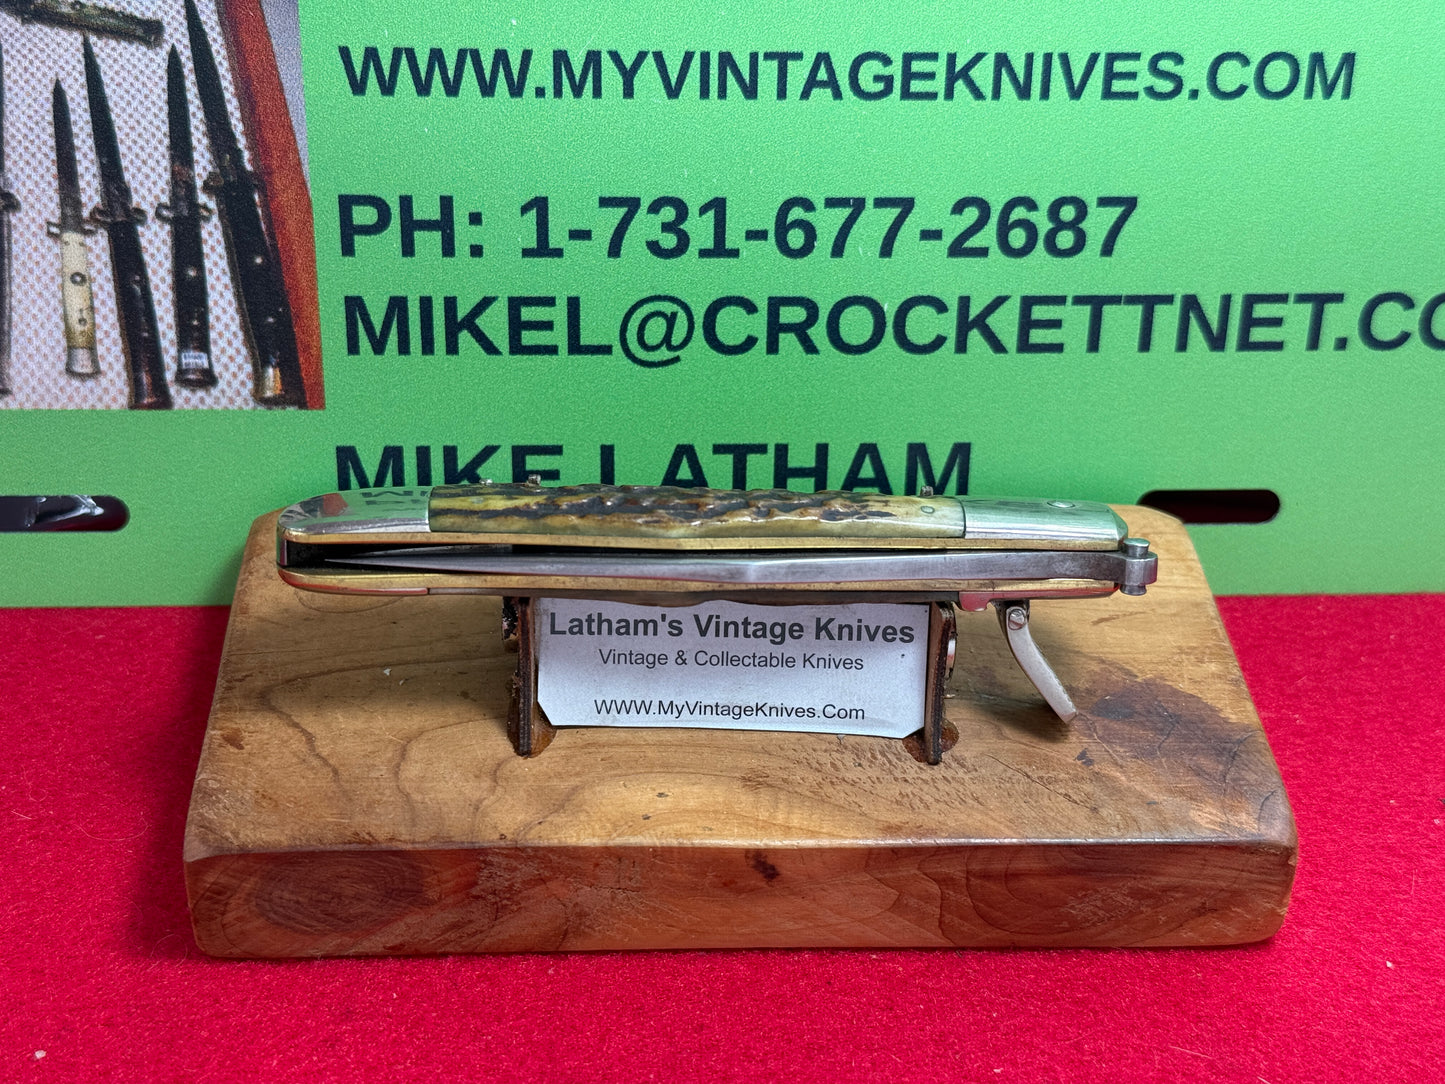 WWW.MYVINTAGEKNIVES.COM
PH: 1-731-677-2687
MIKEL@CROCKETTNET.CO
MIKE LATHAM
Latham's Vintage Knives
Vintage & Collectable Knives
WWW.MyVintageKnives.Com